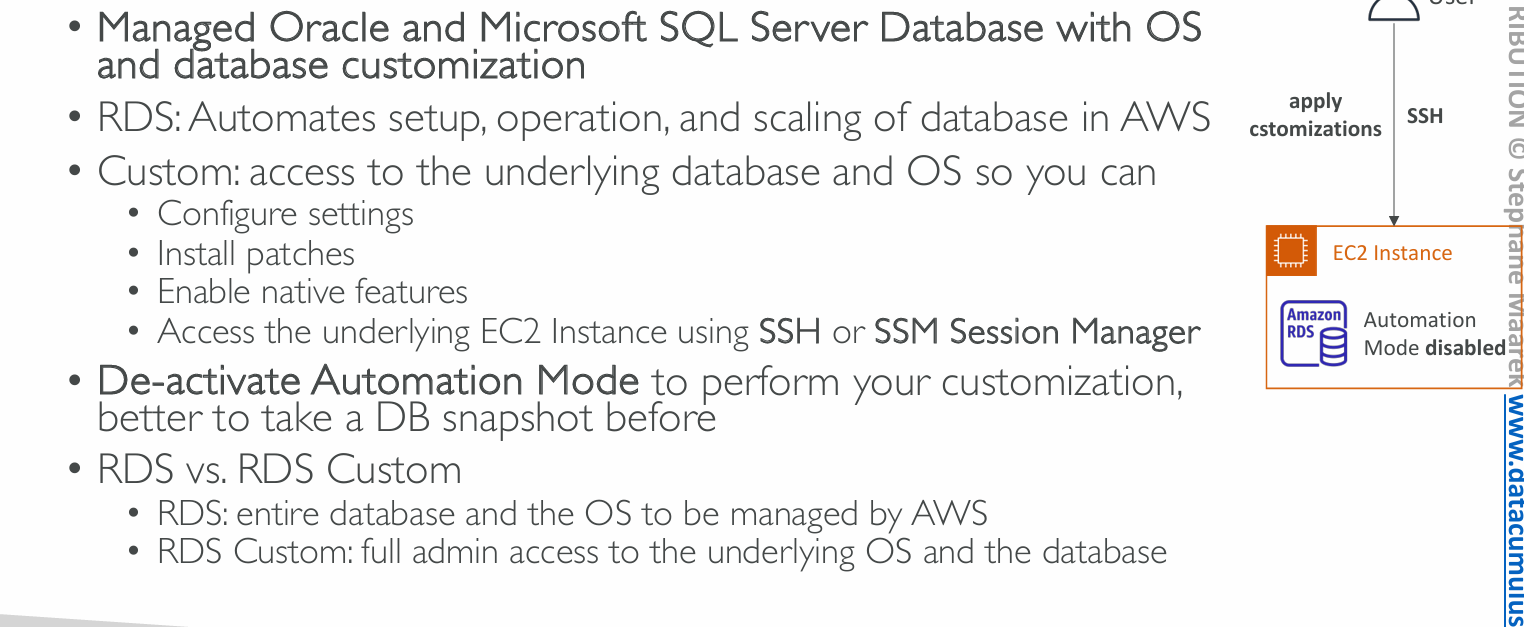 • Managed Oracle and Microsoft SQL Server Database with OS
and database customization
• RDS: Automates setup, operation, and scaling of database in AWS
• Custom: access to the underlying database and OS so you can
• Configure settings
• Install patches
• Enable native features
• Access the underlying EC2 Instance using SSH or SSM Session Manager
• De-activate Automation Mode to perform your customization,
better to take a DB snapshot before
• RDS vs. RDS Custom
• RDS: entire database and the OS to be managed by AWS
• RDS Custom: full admin access to the underlying OS and the database
User
apply
cstomizations
SSH
EC2 Instance
Amazon
RDS
Automation
Mode disabled
© Stephane Maarek www.datacumulus